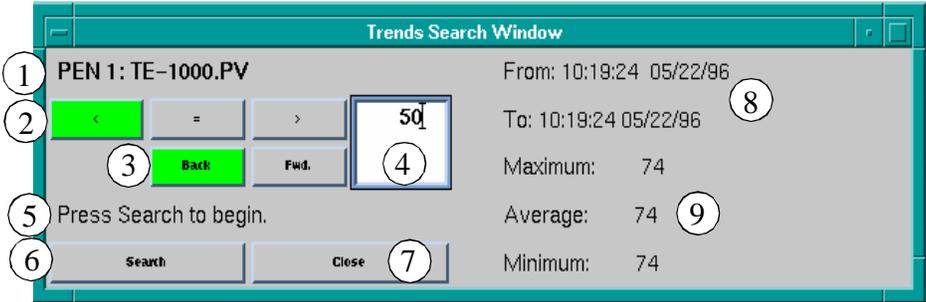 Trends Search Window
1 PEN 1: TE-1000.PV
2 < = > 50
3 Back Fwd. 4
5 Press Search to begin.
6 Search Close 7
From: 10:19:24 05/22/96
8
To: 10:19:24 05/22/96
Maximum: 74
Average: 74 9
Minimum: 74